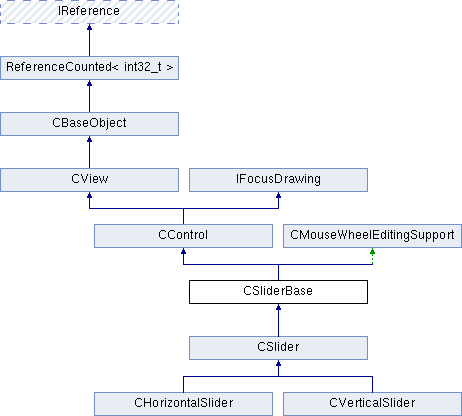 IReference
ReferenceCounted< int32_t >
CBaseObject
CView
IFocusDrawing
CControl
CMouseWheelEditingSupport
CSliderBase
CSlider
CHorizontalSlider
CVerticalSlider